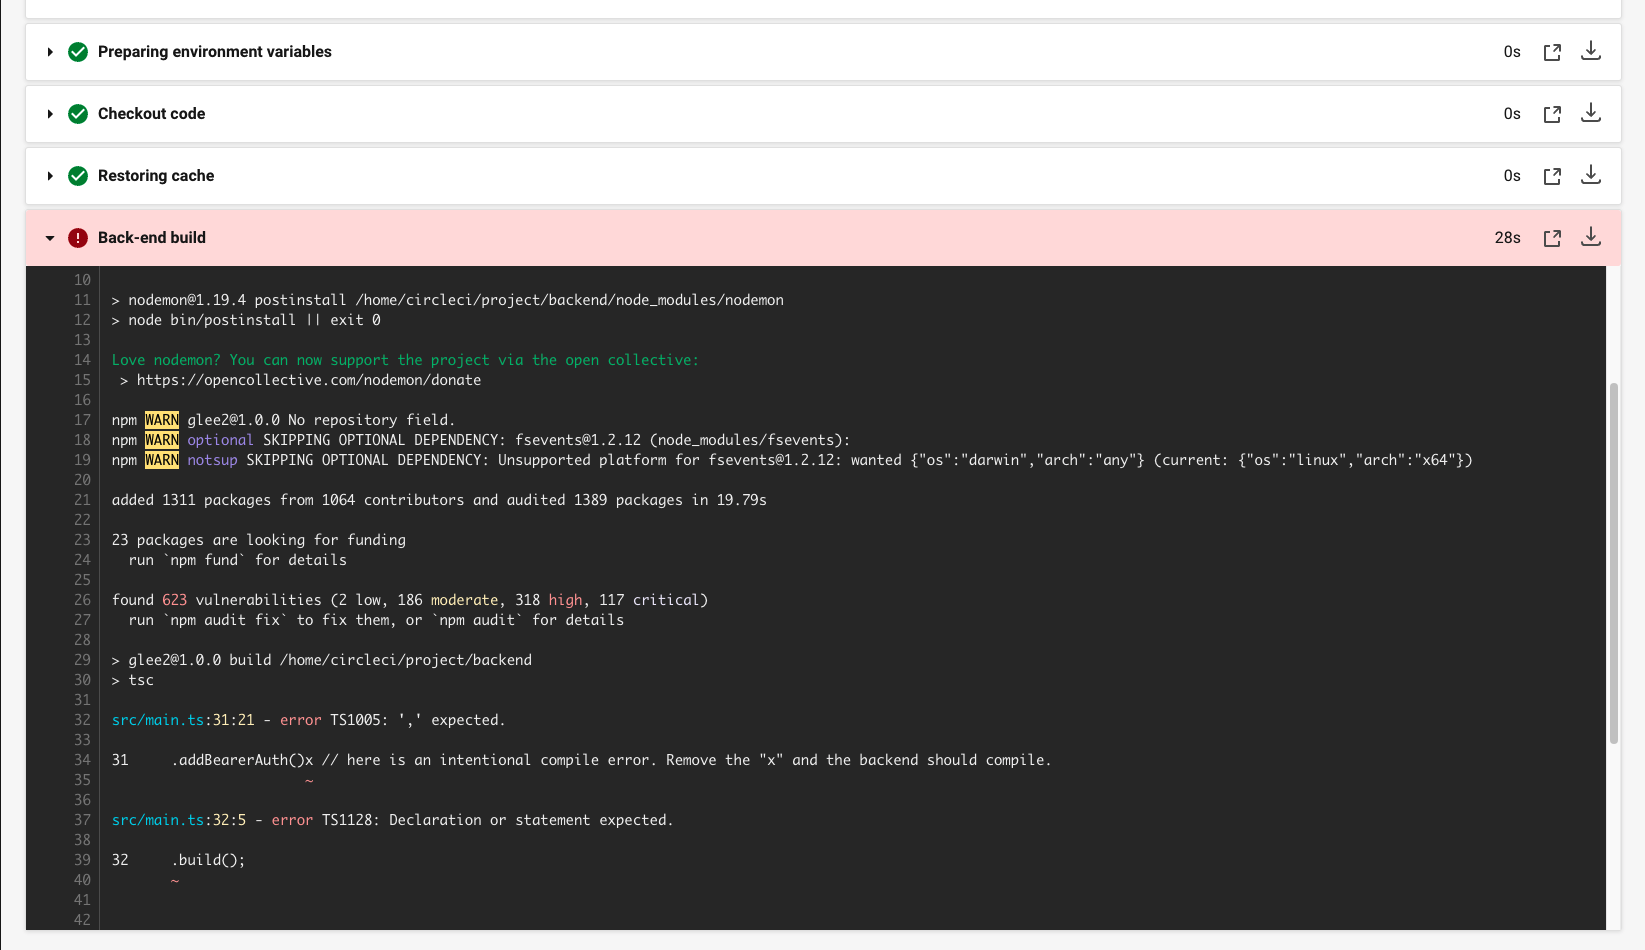 Preparing environment variables 0s
Checkout code 0s
Restoring cache 0s
Back-end build 28s
10
11 > nodemon@1.19.4 postinstall /home/circleci/project/backend/node_modules/nodemon
12 > node bin/postinstall || exit 0
13
14 Love nodemon? You can now support the project via the open collective:
15  > https://opencollective.com/nodemon/donate
16
17 npm WARN glee2@1.0.0 No repository field.
18 npm WARN optional SKIPPING OPTIONAL DEPENDENCY: fsevents@1.2.12 (node_modules/fsevents):
19 npm WARN notsup SKIPPING OPTIONAL DEPENDENCY: Unsupported platform for fsevents@1.2.12: wanted {"os":"darwin","arch":"any"} (current: {"os":"linux","arch":"x64"})
20
21 added 1311 packages from 1064 contributors and audited 1389 packages in 19.79s
22
23 23 packages are looking for funding
24   run `npm fund` for details
25
26 found 623 vulnerabilities (2 low, 186 moderate, 318 high, 117 critical)
27   run `npm audit fix` to fix them, or `npm audit` for details
28
29 > glee2@1.0.0 build /home/circleci/project/backend
30 > tsc
31
32 src/main.ts:31:21 - error TS1005: ',' expected.
33
34 31     .addBearerAuth()x // here is an intentional compile error. Remove the "x" and the backend should compile.
35                        ~
36
37 src/main.ts:32:5 - error TS1128: Declaration or statement expected.
38
39 32     .build();
40        ~
41
42